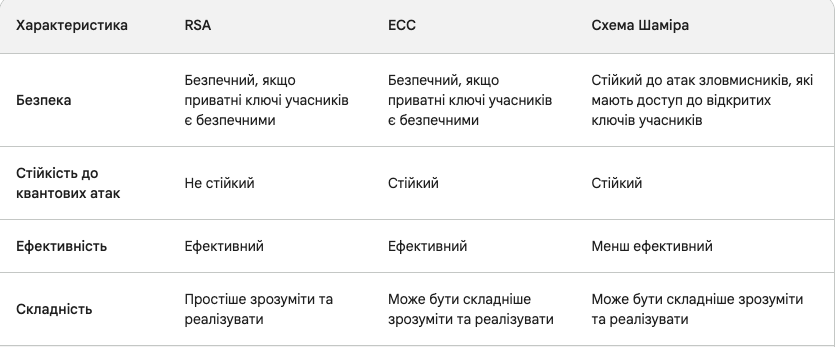 Характеристика RSA ECC Схема Шаміра
Безпека
Безпечний, якщо
приватні ключі учасників
є безпечними
Безпечний, якщо
приватні ключі учасників
є безпечними
Стійкий до атак зловмисників, які
мають доступ до відкритих
ключів учасників
Стійкість до
квантових атак
Не стійкий
Стійкий
Стійкий
Ефективність Ефективний Ефективний Менш ефективний
Складність
Простіше зрозуміти та
реалізувати
Може бути складніше
зрозуміти та реалізувати
Може бути складніше зрозуміти
та реалізувати